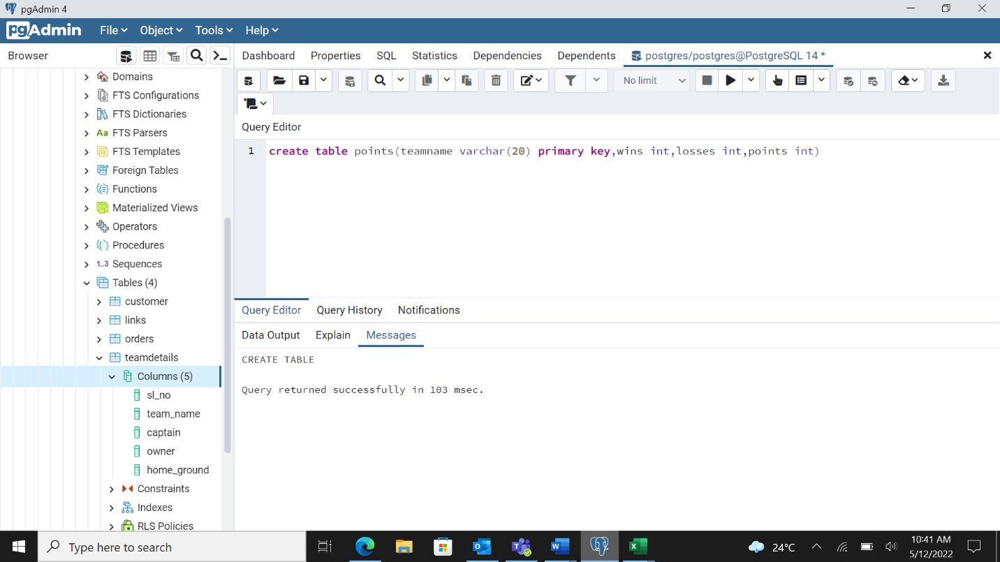 pgAdmin 4
pgAdmin File Object Tools Help
Browser
Dashboard Properties SQL Statistics Dependencies Dependents postgres/postgres@PostgreSQL 14 *
No limit
Domains
FTS Configurations
FTS Dictionaries
Aa FTS Parsers
FTS Templates
Foreign Tables
Functions
Materialized Views
Operators
Procedures
1..3 Sequences
Tables (4)
customer
links
orders
teamdetails
Columns (5)
sl_no
team_name
captain
owner
home_ground
Constraints
Indexes
RLS Policies
Query Editor
1 create table points(teamname varchar(20) primary key,wins int,losses int,points int)
Query Editor Query History Notifications
Data Output Explain Messages
CREATE TABLE
Query returned successfully in 103 msec.
Type here to search
24°C
10:41 AM
5/12/2022